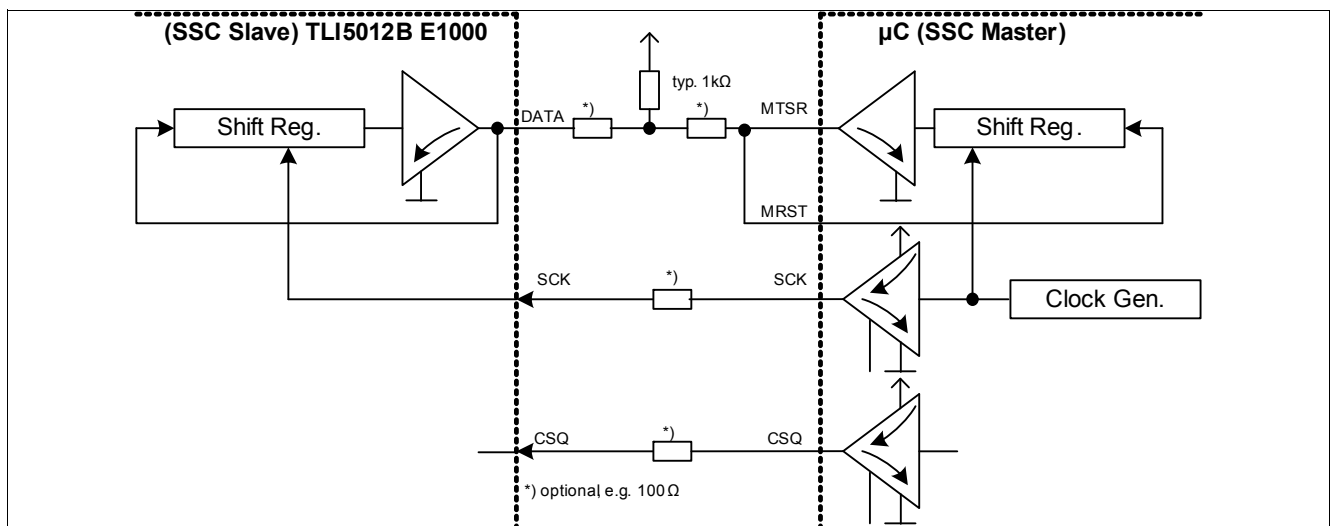 (SSC Slave) TLI5012B E1000
µC (SSC Master)
typ. 1kΩ
DATA
*)
*)
MTSR
Shift Reg.
Shift Reg.
MRST
SCK
*)
SCK
Clock Gen.
CSQ
*)
CSQ
*) optional, e.g. 100Ω